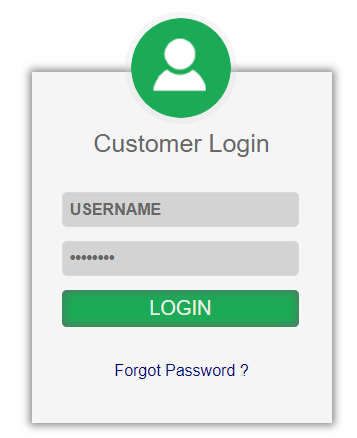 Customer Login
USERNAME
••••••••
LOGIN
Forgot Password ?